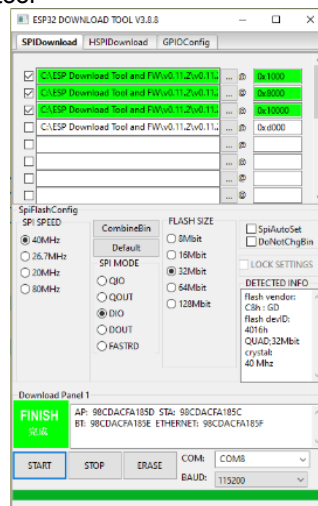 tool
ESP32 DOWNLOAD TOOL V3.8.8
SPIDownload HSPIDownload GPIOConfig
C:\ESP Download Tool and FW\v0.11.2\v0.11.: ... @ 0x1000
C:\ESP Download Tool and FW\v0.11.2\v0.11.: ... @ 0x8000
C:\ESP Download Tool and FW\v0.11.2\v0.11.: ... @ 0x10000
C:\ESP Download Tool and FW\v0.11.2\v0.11.: ... @ 0xd000
... @
... @
... @
SpiFlashConfig
SPI SPEED
40MHz
26.7MHz
20MHz
80MHz
CombineBin
Default
SPI MODE
QIO
QOUT
DIO
DOUT
FASTRD
FLASH SIZE
8Mbit
16Mbit
32Mbit
64Mbit
128Mbit
SpiAutoSet
DoNotChgBin
LOCK SETTINGS
DETECTED INFO
flash vendor:
C8h : GD
flash devID:
4016h
QUAD;32Mbit
crystal:
40 Mhz
Download Panel 1
FINISH
完成
AP: 98CDACFA185D STA: 98CDACFA185C
BT: 98CDACFA185E ETHERNET: 98CDACFA185F
START STOP ERASE
COM: COM8
BAUD: 115200